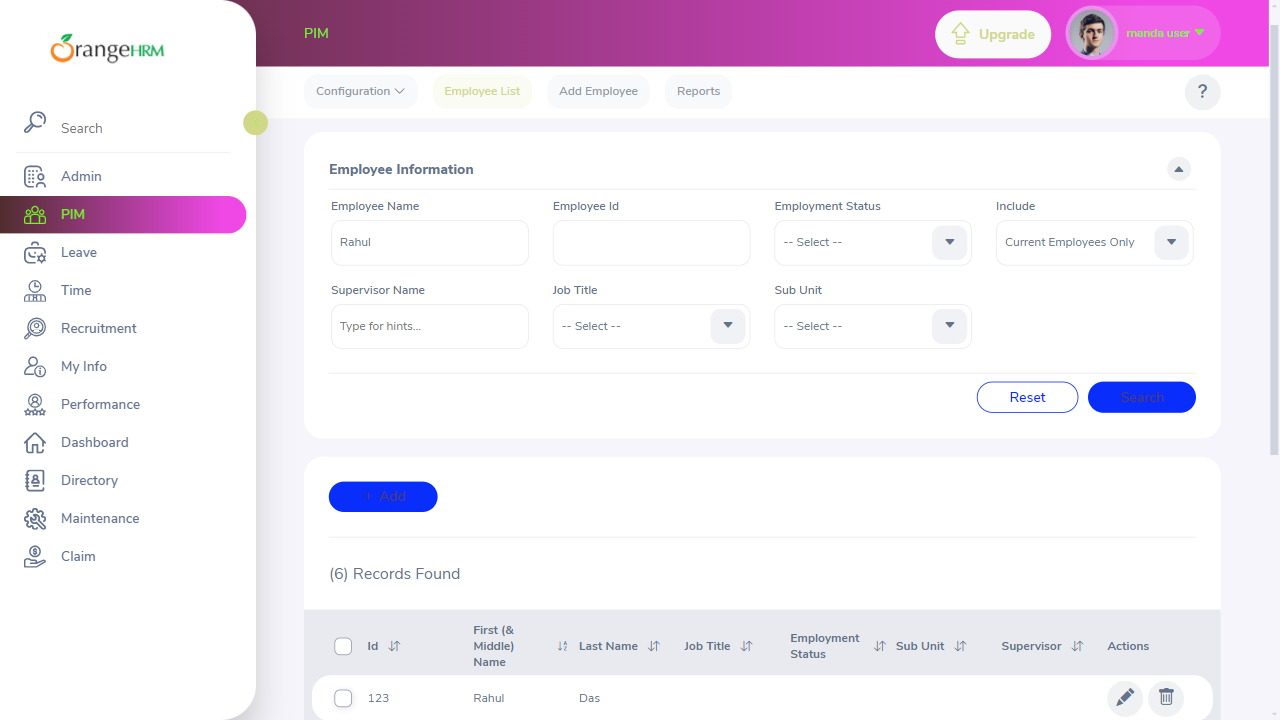 OrangeHRM
Search
Admin
PIM
Leave
Time
Recruitment
My Info
Performance
Dashboard
Directory
Maintenance
Claim
PIM
Upgrade
manda user
Configuration
Employee List
Add Employee
Reports
?
Employee Information
Employee Name
Employee Id
Employment Status
Include
Rahul
-- Select --
Current Employees Only
Supervisor Name
Job Title
Sub Unit
Type for hints...
-- Select --
-- Select --
Reset
Search
+ Add
(6) Records Found
Id
First (& Middle) Name
Last Name
Job Title
Employment Status
Sub Unit
Supervisor
Actions
123
Rahul
Das